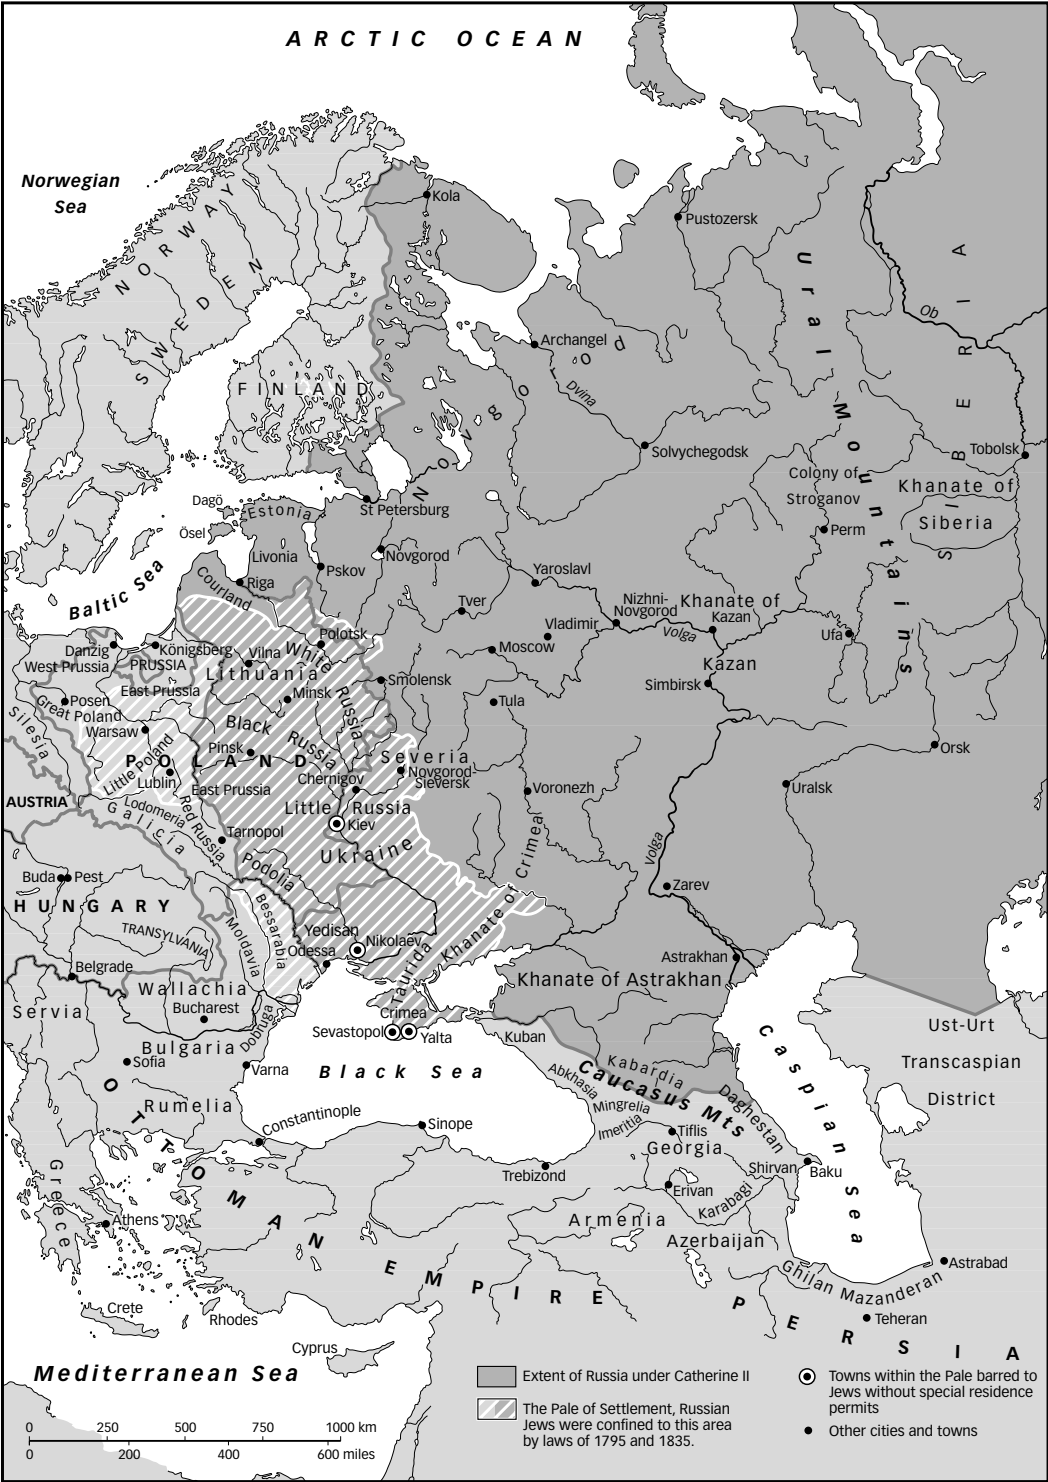 ARCTIC OCEAN
Norwegian
Sea
Kola
Pustozersk
NORWAY
SWEDEN
FINLAND
Ural Mountains
SIBERIA
Ob
Archangel
Novgorod
Dvina
Solvychegodsk
Tobolsk
Colony of
Stroganov
Khanate of
Siberia
Perm
Dagö
Ösel
Estonia
St Petersburg
Livonia
Novgorod
Baltic Sea
Courland
Riga
Pskov
Yaroslavl
Tver
Nizhni-
Novgorod
Khanate of
Kazan
Kazan
Vladimir
Volga
Ufa
Moscow
Simbirsk
Danzig
West Prussia
Königsberg
PRUSSIA
East Prussia
Vilna
Lithuania
Polotsk
White
Russia
Minsk
Smolensk
Tula
Posen
Great Poland
Warsaw
Silesia
Black Russia
Pinsk
POLAND
Little Poland
Lublin
East Prussia
Severia
Novgorod
Sieversk
Chernigov
Orsk
Voronezh
Uralsk
AUSTRIA
Lodomeria
Galicia
Red Russia
Little Russia
Kiev
Ukraine
Tarnopol
Podolia
Volga
Zarev
Buda
Pest
HUNGARY
TRANSYLVANIA
Moldavia
Bessarabia
Yedisan
Odessa
Nikolaev
Taurida
Khanate of Crimea
Astrakhan
Khanate of Astrakhan
Belgrade
Wallachia
Servia
Bucharest
Dobruga
Crimea
Sevastopol
Yalta
Kuban
Ust-Urt
Bulgaria
Sofia
Varna
Black Sea
Kabardia
Abkhasia
Caucasus Mts
Caspian Sea
Transcaspian
District
Rumelia
OTTOMAN EMPIRE
Constantinople
Sinope
Mingrelia
Imeritia
Daghestan
Tiflis
Georgia
Trebizond
Shirvan
Baku
Greece
Erivan
Karabagi
Athens
Armenia
Azerbaijan
Astrabad
Ghilan Mazanderan
Crete
Rhodes
Teheran
PERSIA
Cyprus
Mediterranean Sea
Extent of Russia under Catherine II
The Pale of Settlement, Russian
Jews were confined to this area
by laws of 1795 and 1835.
Towns within the Pale barred to
Jews without special residence
permits
Other cities and towns
0 250 500 750 1000 km
0 200 400 600 miles